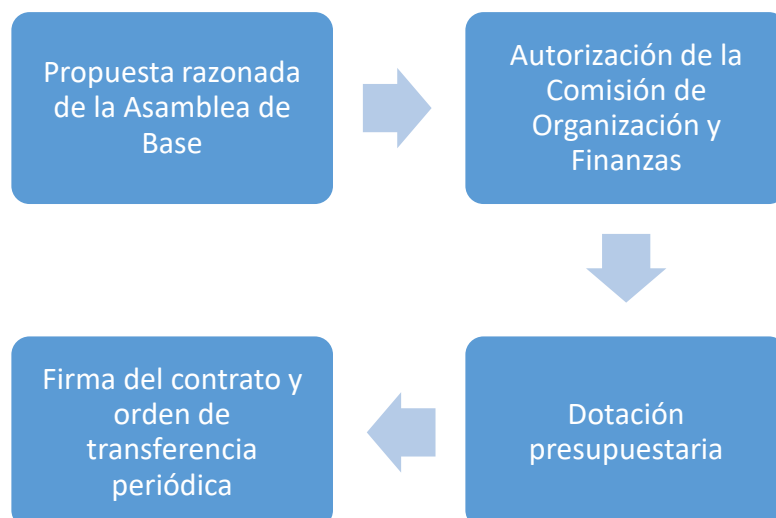 Propuesta razonada
de la Asamblea de
Base
Autorización de la
Comisión de
Organización y
Finanzas
Dotación
presupuestaria
Firma del contrato y
orden de
transferencia
periódica